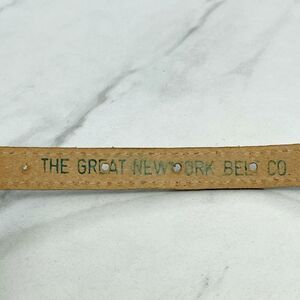 THE GREAT NEW YORK BELT CO.